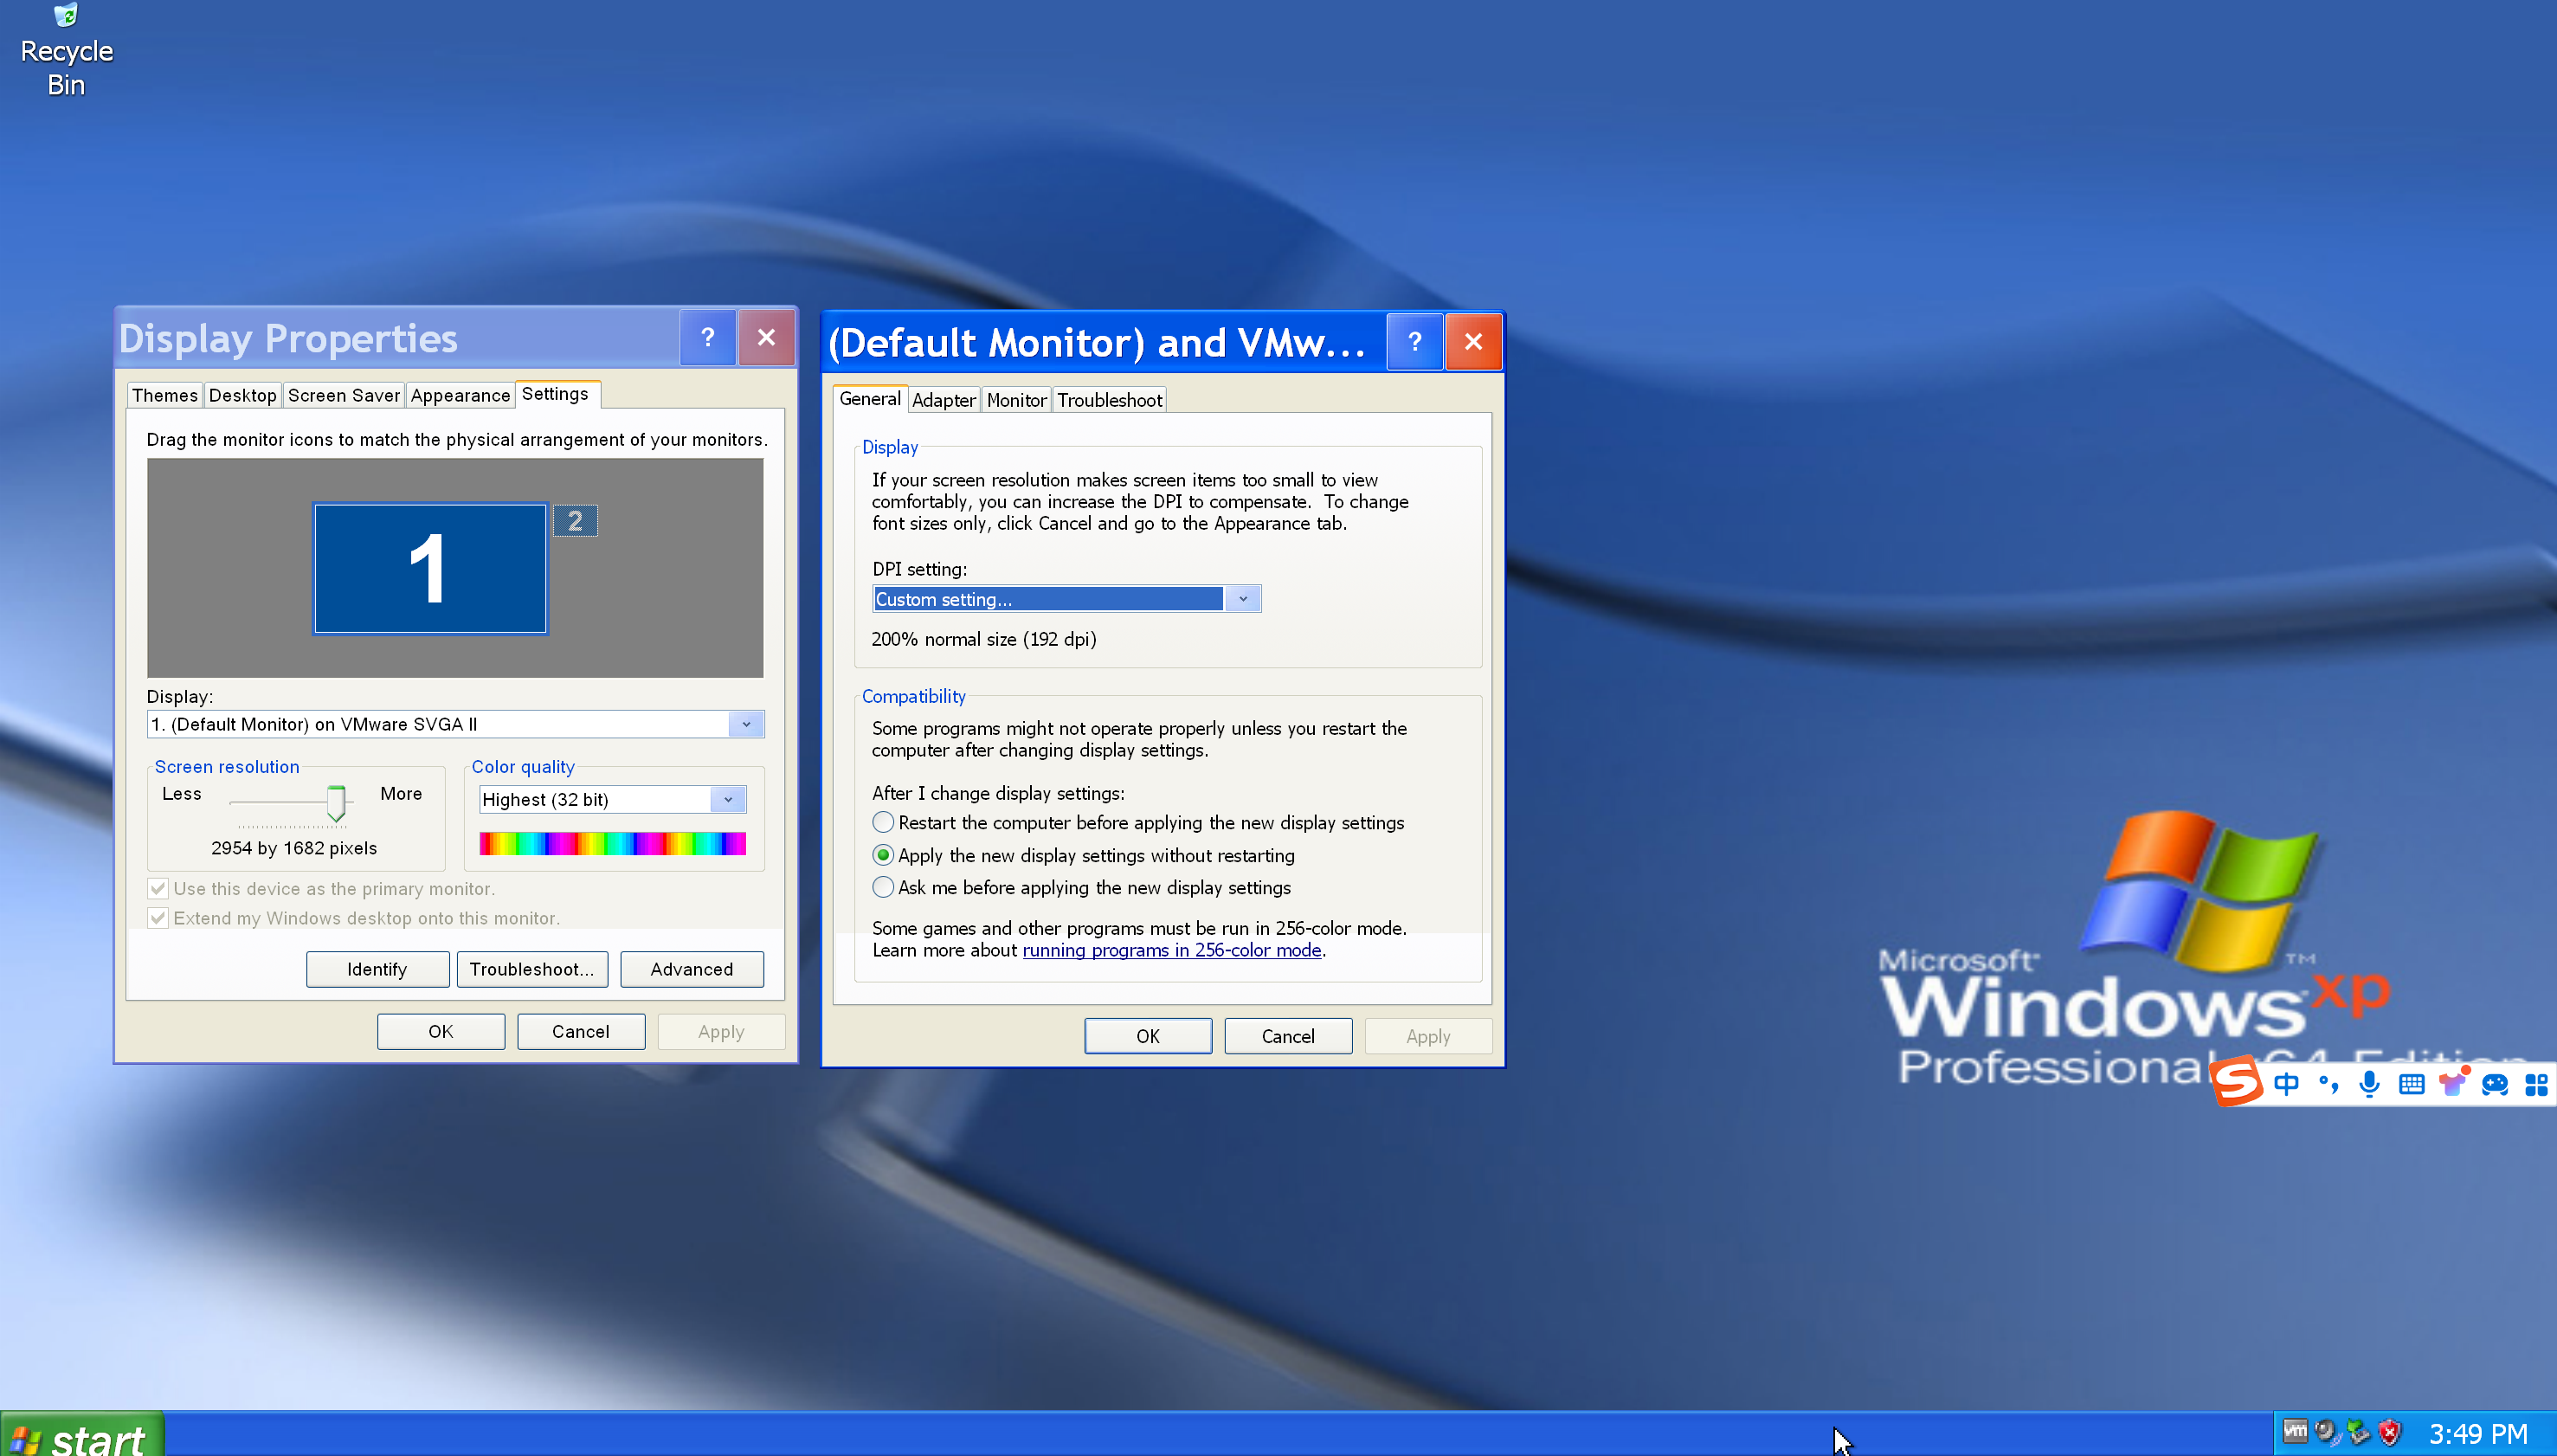 Recycle
Bin
Display Properties
?
Themes
Desktop
Screen Saver
Appearance
Settings
Drag the monitor icons to match the physical arrangement of your monitors.
1
2
Display:
1. (Default Monitor) on VMware SVGA II
Screen resolution
Less
More
2954 by 1682 pixels
Color quality
Highest (32 bit)
Use this device as the primary monitor.
Extend my Windows desktop onto this monitor.
Identify
Troubleshoot...
Advanced
OK
Cancel
Apply
(Default Monitor) and VMw...
?
General
Adapter
Monitor
Troubleshoot
Display
If your screen resolution makes screen items too small to view
comfortably, you can increase the DPI to compensate. To change
font sizes only, click Cancel and go to the Appearance tab.
DPI setting:
Custom setting...
200% normal size (192 dpi)
Compatibility
Some programs might not operate properly unless you restart the
computer after changing display settings.
After I change display settings:
Restart the computer before applying the new display settings
Apply the new display settings without restarting
Ask me before applying the new display settings
Some games and other programs must be run in 256-color mode.
Learn more about running programs in 256-color mode.
OK
Cancel
Apply
TM
Microsoft
Windows xp
Professional x64 Edition
S 中 °,
start
vm
3:49 PM